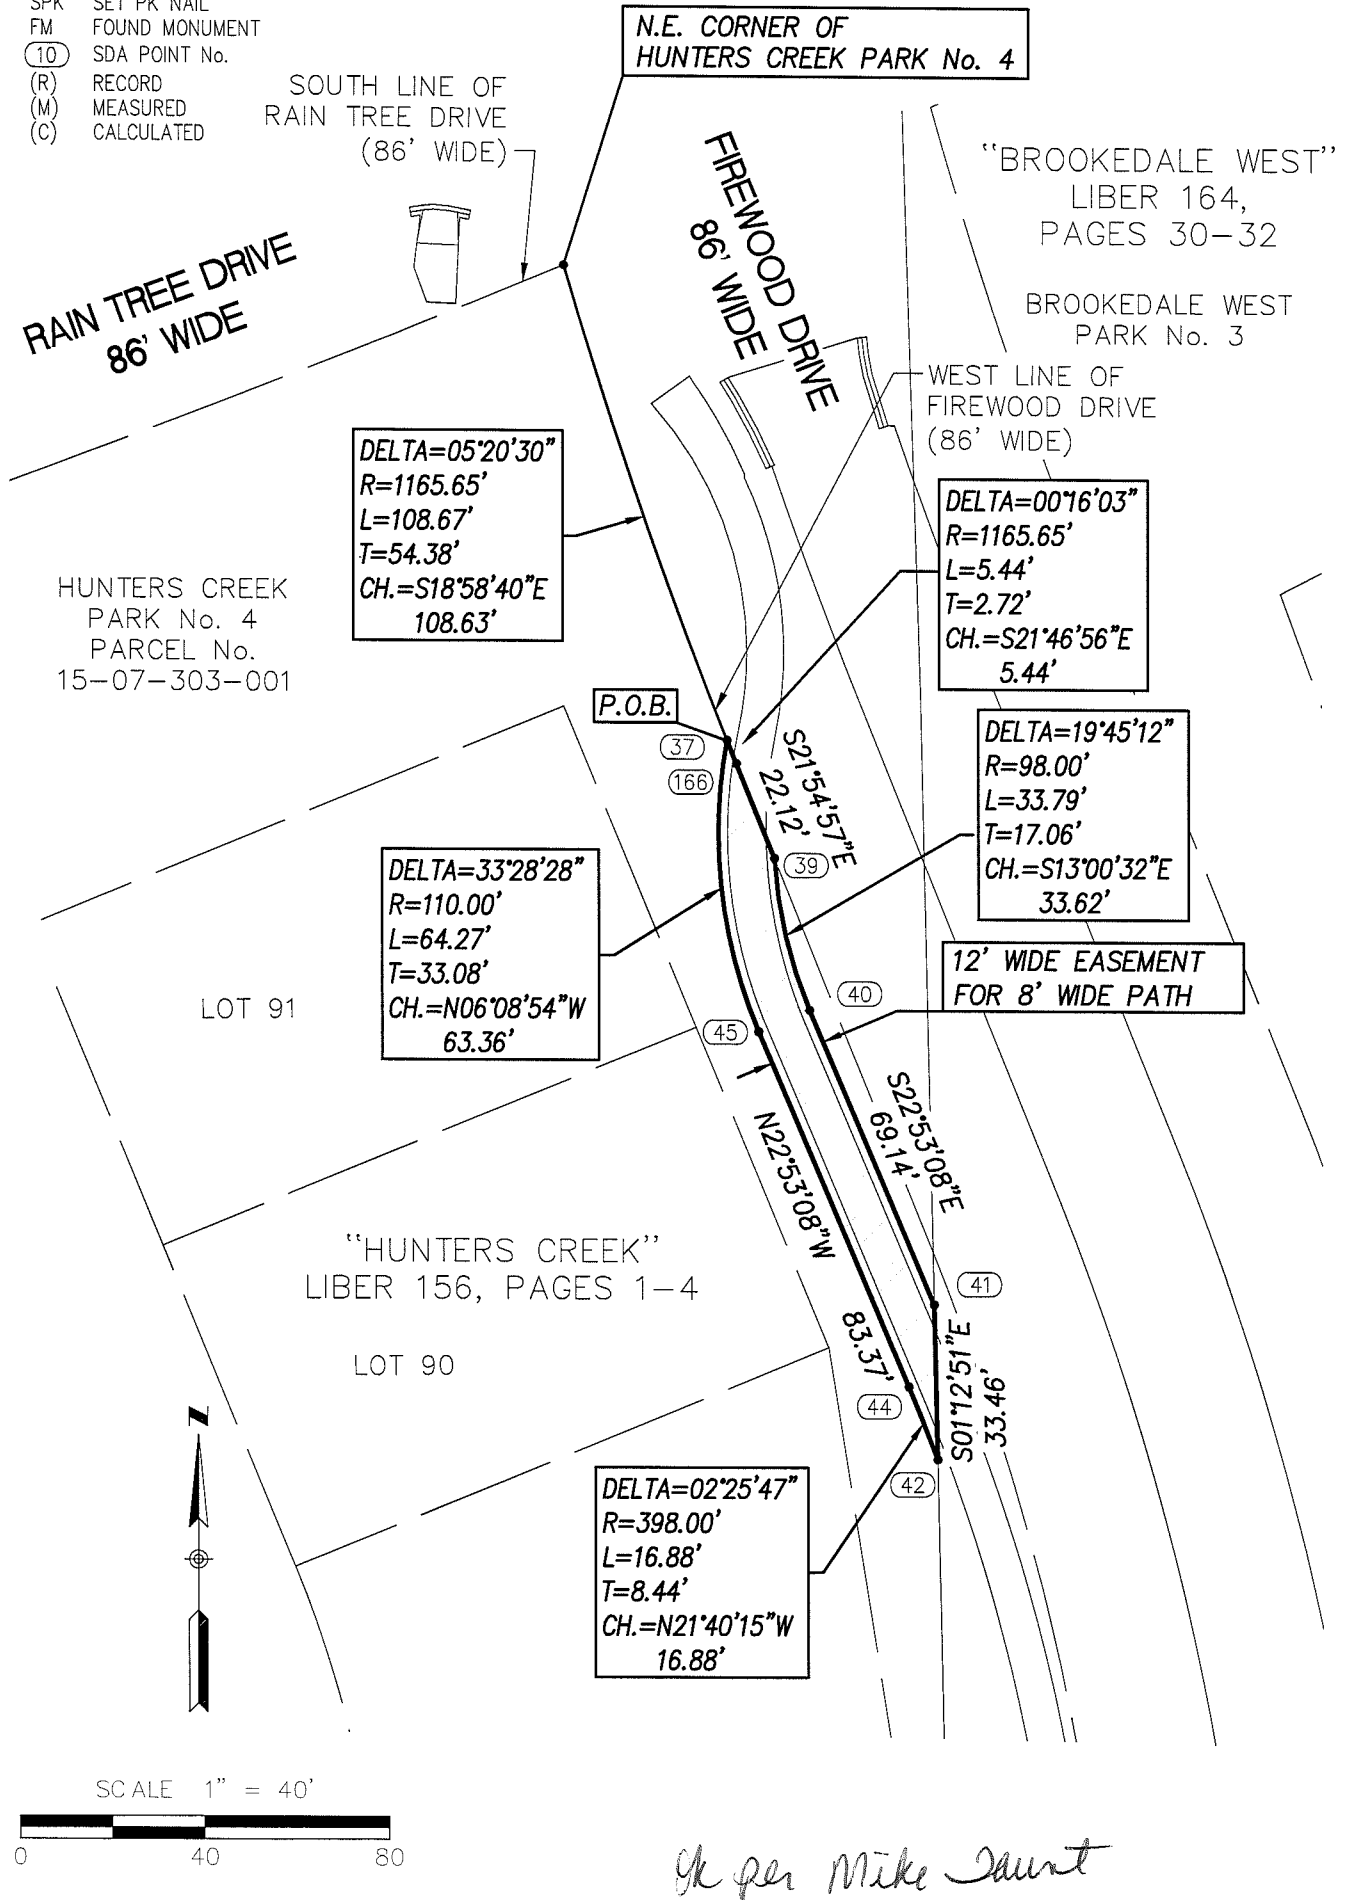 SPK SET PK NAIL
FM FOUND MONUMENT
10 SDA POINT No.
(R) RECORD
(M) MEASURED
(C) CALCULATED
N.E. CORNER OF
HUNTERS CREEK PARK No. 4
SOUTH LINE OF
RAIN TREE DRIVE
(86' WIDE)
"BROOKEDALE WEST"
LIBER 164,
PAGES 30-32
FIREWOOD DRIVE
86' WIDE
RAIN TREE DRIVE
86' WIDE
BROOKEDALE WEST
PARK No. 3
WEST LINE OF
FIREWOOD DRIVE
(86' WIDE)
DELTA=05°20'30"
R=1165.65'
L=108.67'
T=54.38'
CH.=S18°58'40"E
108.63'
DELTA=00°16'03"
R=1165.65'
L=5.44'
T=2.72'
CH.=S21°46'56"E
5.44'
HUNTERS CREEK
PARK No. 4
PARCEL No.
15-07-303-001
P.O.B.
37
166
S21°54'57"E
22.12'
39
DELTA=19°45'12"
R=98.00'
L=33.79'
T=17.06'
CH.=S13°00'32"E
33.62'
DELTA=33°28'28"
R=110.00'
L=64.27'
T=33.08'
CH.=N06°08'54"W
63.36'
12' WIDE EASEMENT
FOR 8' WIDE PATH
40
LOT 91
45
S22°53'08"E
69.14'
N22°53'08"W
83.37'
"HUNTERS CREEK"
LIBER 156, PAGES 1-4
41
LOT 90
S01°12'51"E
33.46'
44
42
N
DELTA=02°25'47"
R=398.00'
L=16.88'
T=8.44'
CH.=N21°40'15"W
16.88'
SCALE 1" = 40'
0 40 80
ok per Mike Taunt